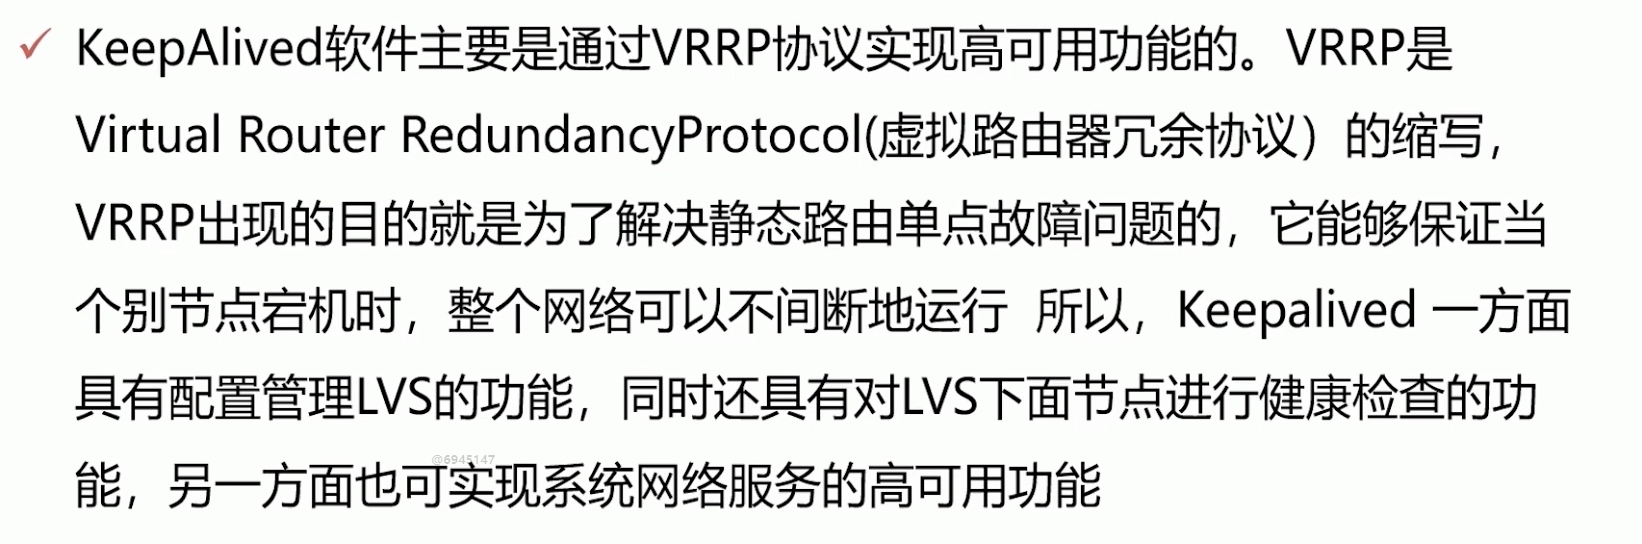 ✓ KeepAlived软件主要是通过VRRP协议实现高可用功能的。VRRP是
Virtual Router RedundancyProtocol(虚拟路由器冗余协议）的缩写，
VRRP出现的目的就是为了解决静态路由单点故障问题的，它能够保证当
个别节点宕机时，整个网络可以不间断地运行 所以，Keepalived 一方面
具有配置管理LVS的功能，同时还具有对LVS下面节点进行健康检查的功
@6945147
能，另一方面也可实现系统网络服务的高可用功能